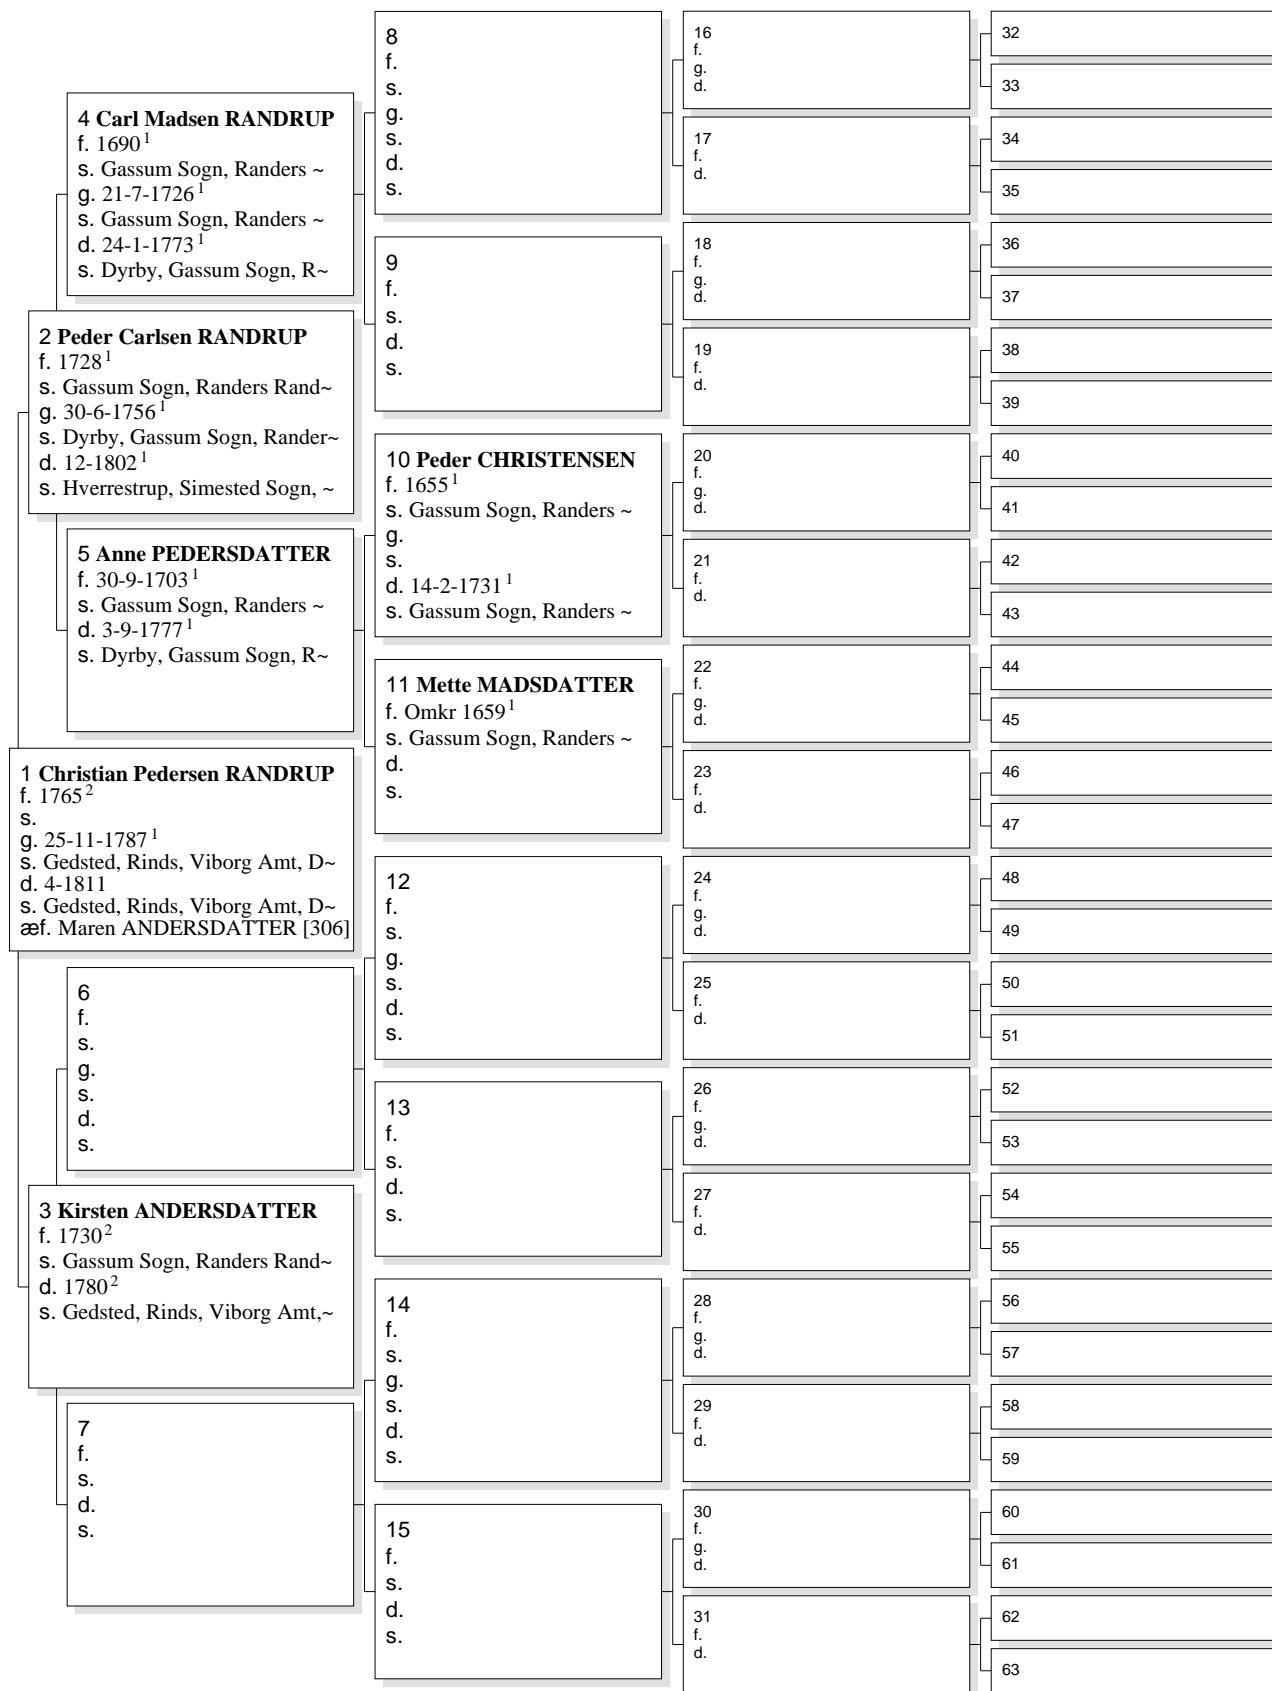 4 Carl Madsen RANDRUP
f. 1690 1
s. Gassum Sogn, Randers ~
g. 21-7-1726 1
s. Gassum Sogn, Randers ~
d. 24-1-1773 1
s. Dyrby, Gassum Sogn, R~
2 Peder Carlsen RANDRUP
f. 1728 1
s. Gassum Sogn, Randers Rand~
g. 30-6-1756 1
s. Dyrby, Gassum Sogn, Rander~
d. 12-1802 1
s. Hverrestrup, Simested Sogn, ~
5 Anne PEDERSDATTER
f. 30-9-1703 1
s. Gassum Sogn, Randers ~
d. 3-9-1777 1
s. Dyrby, Gassum Sogn, R~
1 Christian Pedersen RANDRUP
f. 1765 2
s.
g. 25-11-1787 1
s. Gedsted, Rinds, Viborg Amt, D~
d. 4-1811
s. Gedsted, Rinds, Viborg Amt, D~
æf. Maren ANDERSDATTER [306]
6
f.
s.
g.
s.
d.
s.
3 Kirsten ANDERSDATTER
f. 1730 2
s. Gassum Sogn, Randers Rand~
d. 1780 2
s. Gedsted, Rinds, Viborg Amt,~
7
f.
s.
d.
s.
8
f.
s.
g.
s.
d.
s.
9
f.
s.
d.
s.
10 Peder CHRISTENSEN
f. 1655 1
s. Gassum Sogn, Randers ~
g.
s.
d. 14-2-1731 1
s. Gassum Sogn, Randers ~
11 Mette MADSDATTER
f. Omkr 1659 1
s. Gassum Sogn, Randers ~
d.
s.
12
f.
s.
g.
s.
d.
s.
13
f.
s.
d.
s.
14
f.
s.
g.
s.
d.
s.
15
f.
s.
d.
s.
16
f.
g.
d.
17
f.
d.
18
f.
g.
d.
19
f.
d.
20
f.
g.
d.
21
f.
d.
22
f.
g.
d.
23
f.
d.
24
f.
g.
d.
25
f.
d.
26
f.
g.
d.
27
f.
d.
28
f.
g.
d.
29
f.
d.
30
f.
g.
d.
31
f.
d.
32
33
34
35
36
37
38
39
40
41
42
43
44
45
46
47
48
49
50
51
52
53
54
55
56
57
58
59
60
61
62
63